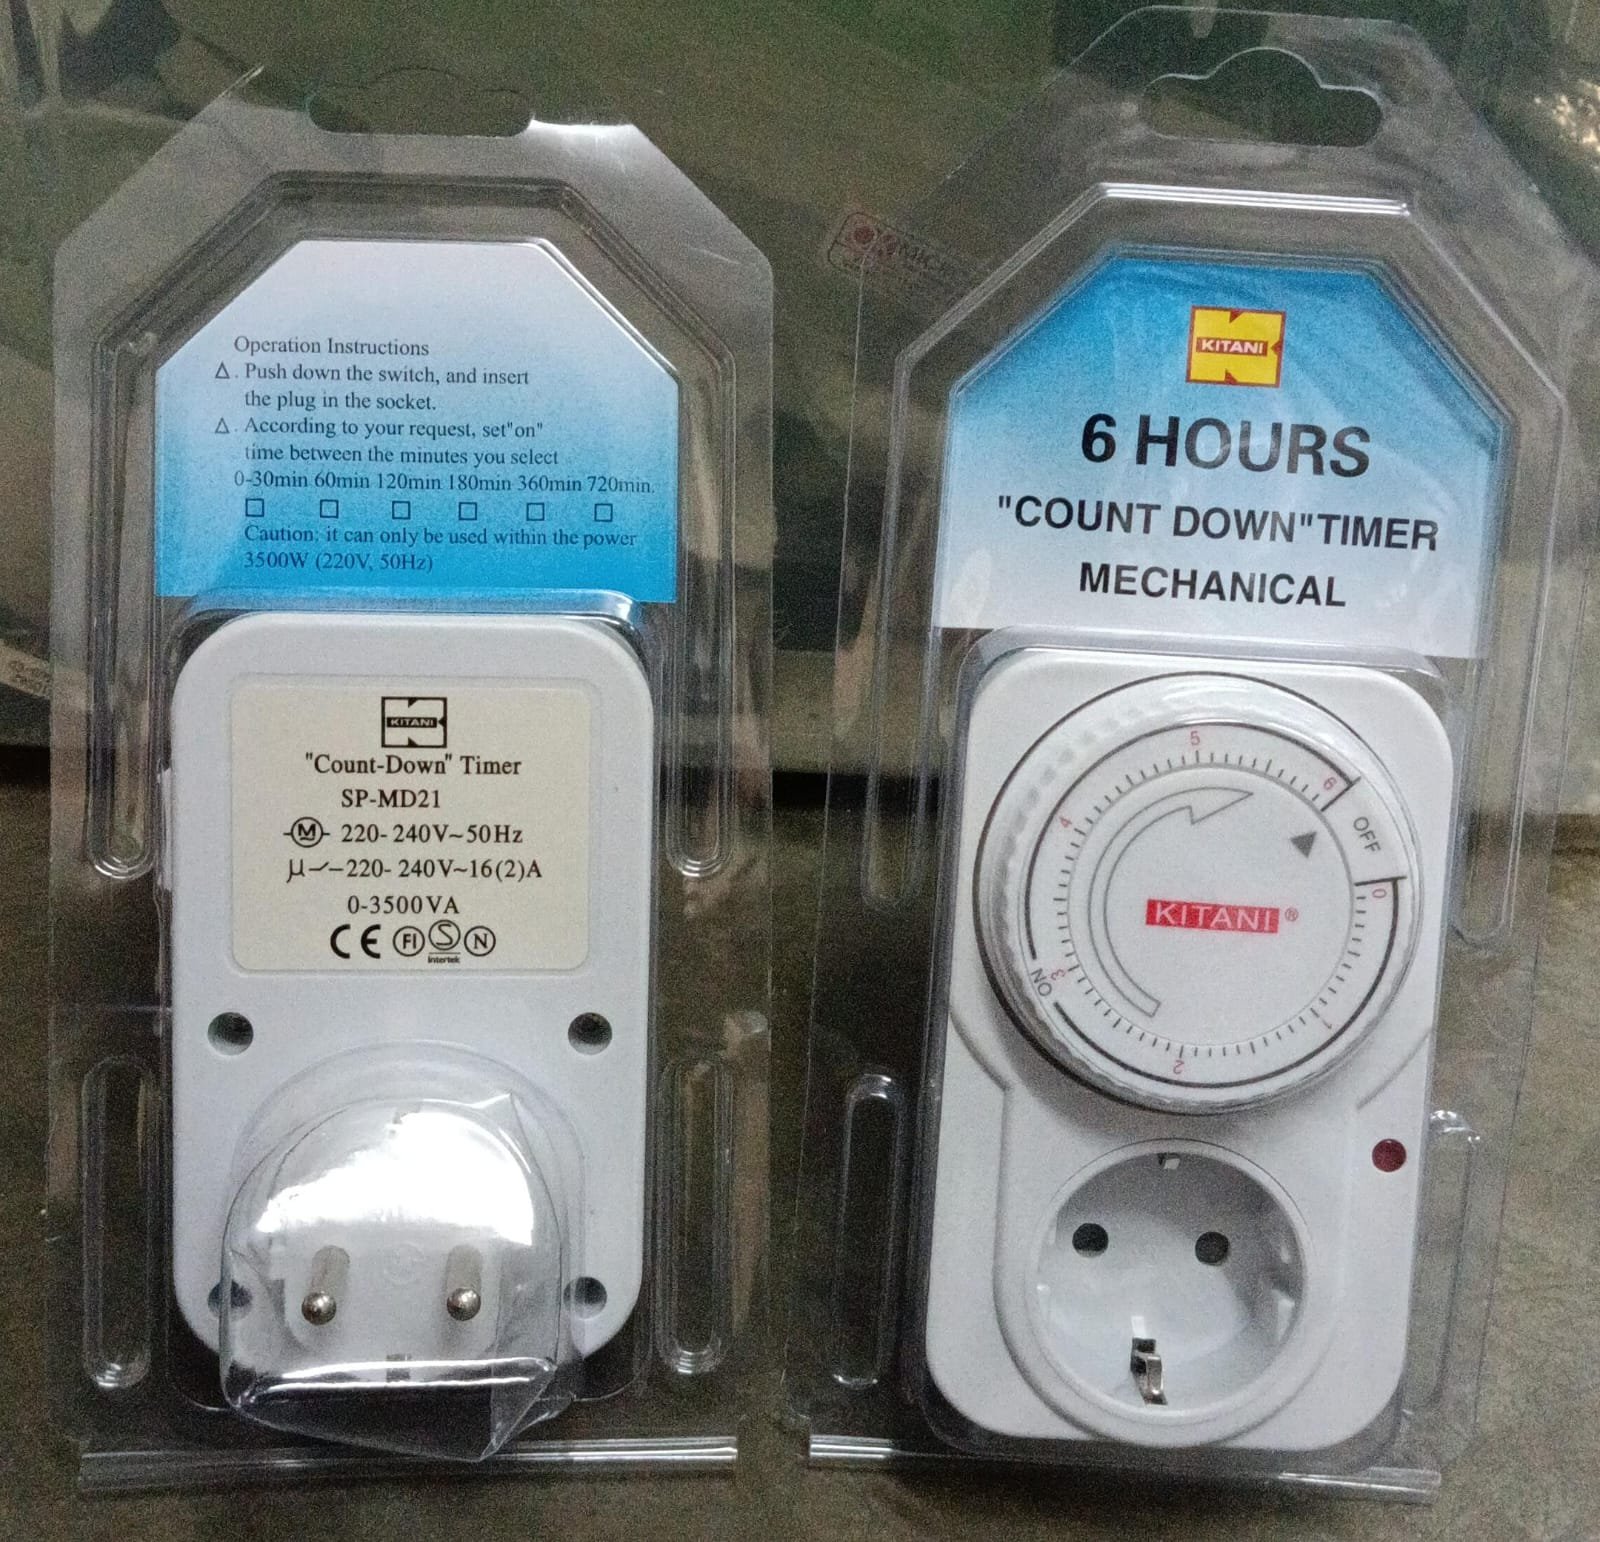 Operation Instructions
△. Push down the switch, and insert
the plug in the socket.
△. According to your request, set"on"
time between the minutes you select
0-30min 60min 120min 180min 360min 720min.
□ □ □ □ □ □
Caution: it can only be used within the power
3500W (220V, 50Hz)
KITANI
"Count-Down" Timer
SP-MD21
M 220-240V~50Hz
µ 220-240V~16(2)A
0-3500VA
CE FI S N
Intertek
KITANI
6 HOURS
"COUNT DOWN"TIMER
MECHANICAL
5
6
4
OFF
0
KITANI®
3
ON
1
2